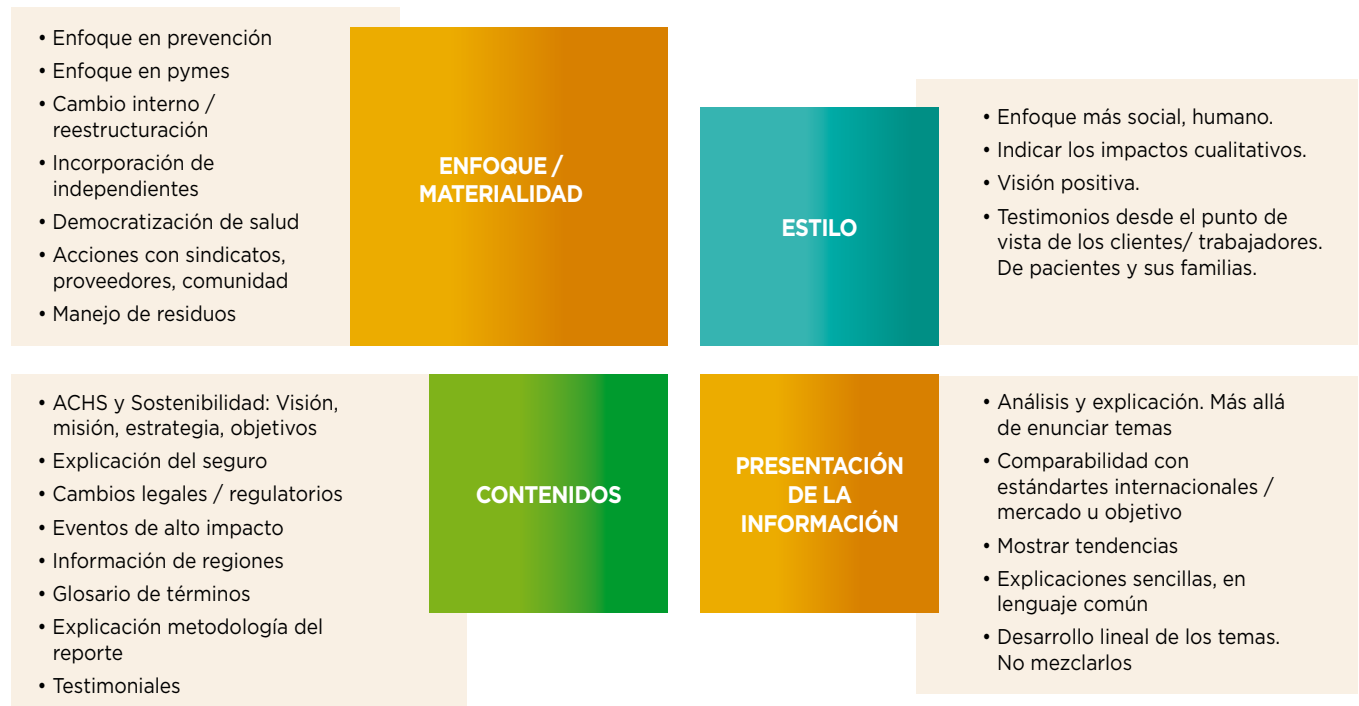 • Enfoque en prevención
• Enfoque en pymes
• Cambio interno /
reestructuración
• Incorporación de
independientes
• Democratización de salud
• Acciones con sindicatos,
proveedores, comunidad
• Manejo de residuos
ENFOQUE /
MATERIALIDAD
ESTILO
• Enfoque más social, humano.
• Indicar los impactos cualitativos.
• Visión positiva.
• Testimonios desde el punto de
vista de los clientes/ trabajadores.
De pacientes y sus familias.
• ACHS y Sostenibilidad: Visión,
misión, estrategia, objetivos
• Explicación del seguro
• Cambios legales / regulatorios
• Eventos de alto impacto
• Información de regiones
• Glosario de términos
• Explicación metodología del
reporte
• Testimoniales
CONTENIDOS
PRESENTACIÓN
DE LA
INFORMACIÓN
• Análisis y explicación. Más allá
de enunciar temas
• Comparabilidad con
estándartes internacionales /
mercado u objetivo
• Mostrar tendencias
• Explicaciones sencillas, en
lenguaje común
• Desarrollo lineal de los temas.
No mezclarlos